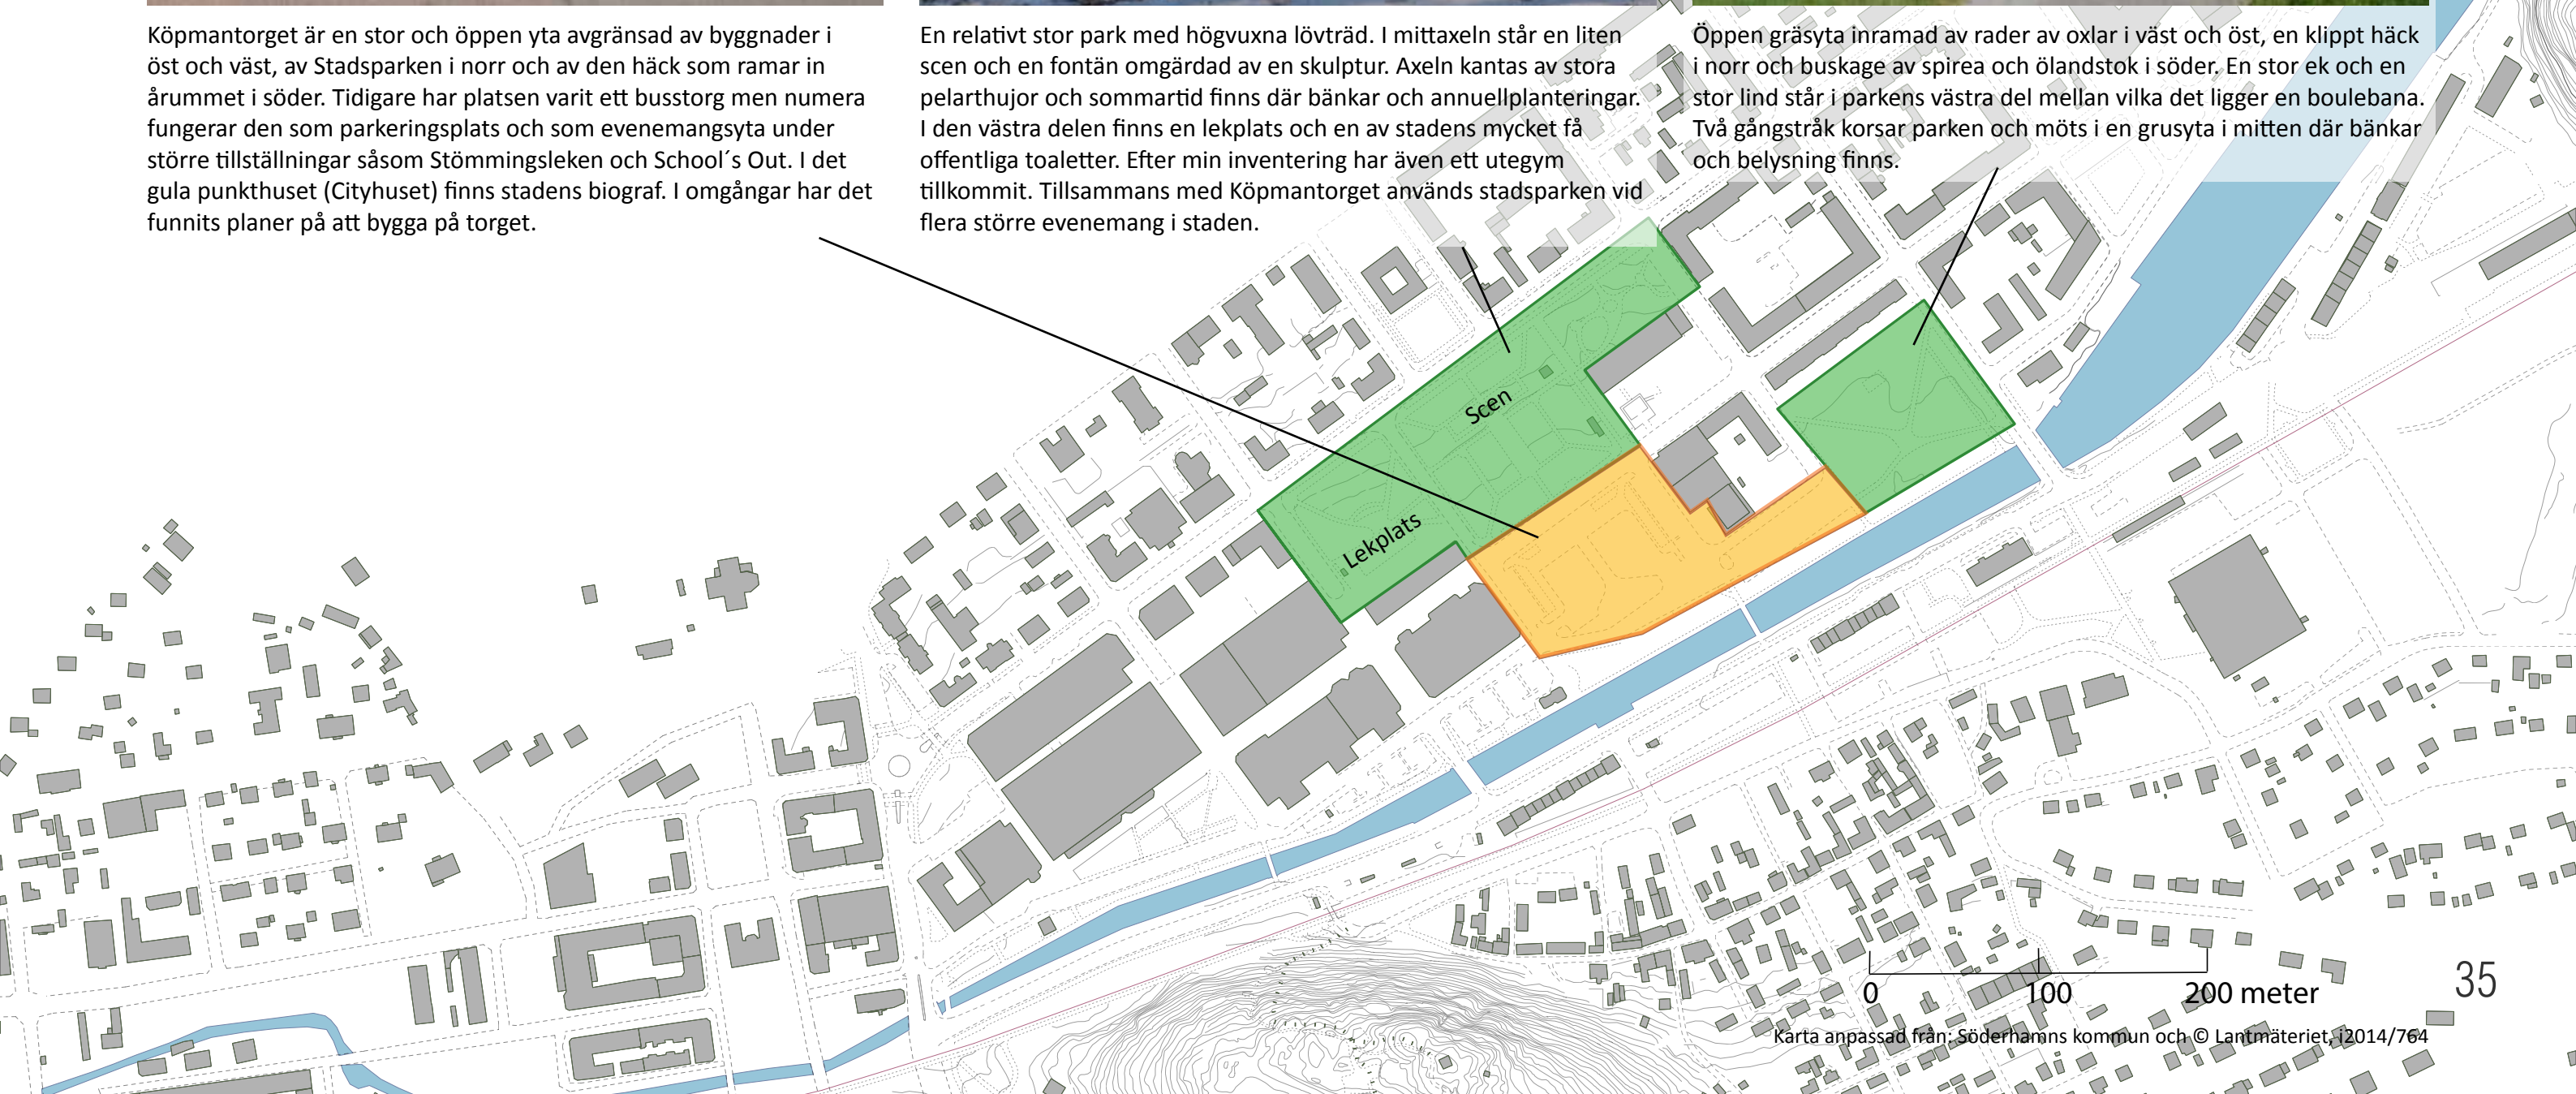 Köpmantorget är en stor och öppen yta avgränsad av byggnader i
öst och väst, av Stadsparken i norr och av den häck som ramar in
årummet i söder. Tidigare har platsen varit ett busstorg men numera
fungerar den som parkeringsplats och som evenemangsyta under
större tillställningar såsom Stömmingsleken och School´s Out. I det
gula punkthuset (Cityhuset) finns stadens biograf. I omgångar har det
funnits planer på att bygga på torget.
En relativt stor park med högvuxna lövträd. I mittaxeln står en liten
scen och en fontän omgärdad av en skulptur. Axeln kantas av stora
pelarthujor och sommartid finns där bänkar och annuellplanteringar.
I den västra delen finns en lekplats och en av stadens mycket få
offentliga toaletter. Efter min inventering har även ett utegym
tillkommit. Tillsammans med Köpmantorget används stadsparken vid
flera större evenemang i staden.
Öppen gräsyta inramad av rader av oxlar i väst och öst, en klippt häck
i norr och buskage av spirea och ölandstok i söder. En stor ek och en
stor lind står i parkens västra del mellan vilka det ligger en boulebana.
Två gångstråk korsar parken och möts i en grusyta i mitten där bänkar
och belysning finns.
Scen
Lekplats
0 100 200 meter
35
Karta anpassad från: Söderhamns kommun och © Lantmäteriet, i2014/764